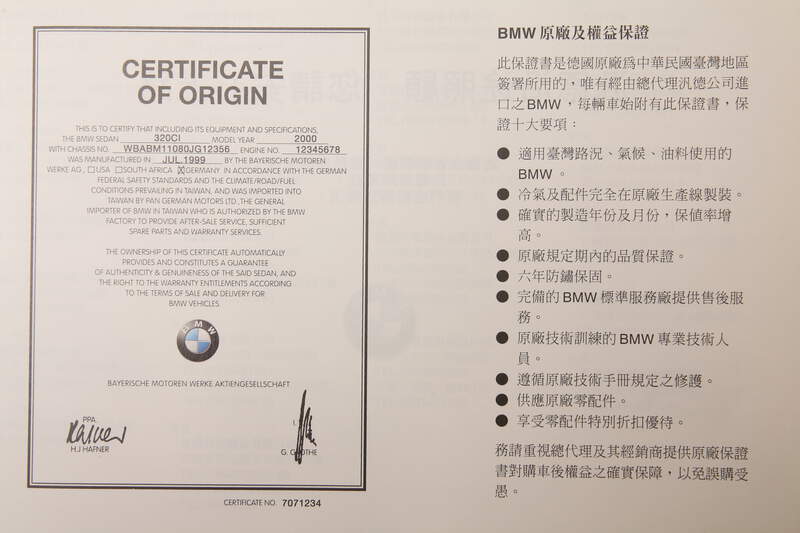 CERTIFICATE
OF ORIGIN
THIS IS TO CERTIFY THAT INCLUDING ITS EQUIPMENT AND SPECIFICATIONS,
THE BMW SEDAN 320CI MODEL YEAR 2000
WITH CHASSIS NO. WBABM11080JG12356 ENGINE NO. 12345678
WAS MANUFACTURED IN JUL.1999 BY THE BAYERISCHE MOTOREN
WERKE AG, □USA □SOUTH AFRICA ☒GERMANY IN ACCORDANCE WITH THE GERMAN
FEDERAL SAFETY STANDARDS AND THE CLIMATE/ROAD/FUEL
CONDITIONS PREVAILING IN TAIWAN, AND WAS IMPORTED INTO
TAIWAN BY PAN GERMAN MOTORS LTD., THE GENERAL
IMPORTER OF BMW IN TAIWAN WHO IS AUTHORIZED BY THE BMW
FACTORY TO PROVIDE AFTER-SALE SERVICE, SUFFICIENT
SPARE PARTS AND WARRANTY SERVICES.
THE OWNERSHIP OF THIS CERTIFICATE AUTOMATICALLY
PROVIDES AND CONSTITUTES A GUARANTEE
OF AUTHENTICITY & GENUINENESS OF THE SAID SEDAN, AND
THE RIGHT TO THE WARRANTY ENTITLEMENTS ACCORDING
TO THE TERMS OF SALE AND DELIVERY FOR
BMW VEHICLES.
BMW
BAYERISCHE MOTOREN WERKE AKTIENGESELLSCHAFT
PPA.
Hafner
H.J HAFNER
CERTIFICATE NO. 7071234
BMW 原廠及權益保證
此保證書是德國原廠爲中華民國臺灣地區
簽署所用的，唯有經由總代理汎德公司進
口之BMW，每輛車始附有此保證書，保
證十大要項：
● 適用臺灣路況、氣候、油料使用的
BMW。
● 冷氣及配件完全在原廠生產線製裝。
● 確實的製造年份及月份，保值率增
高。
● 原廠規定期內的品質保證。
● 六年防鏽保固。
● 完備的BMW標準服務廠提供售後服
務。
● 原廠技術訓練的BMW專業技術人
員。
● 遵循原廠技術手冊規定之修護。
● 供應原廠零配件。
● 享受零配件特別折扣優待。
務請重視總代理及其經銷商提供原廠保證
書對購車後權益之確實保障，以免誤購受
愚。